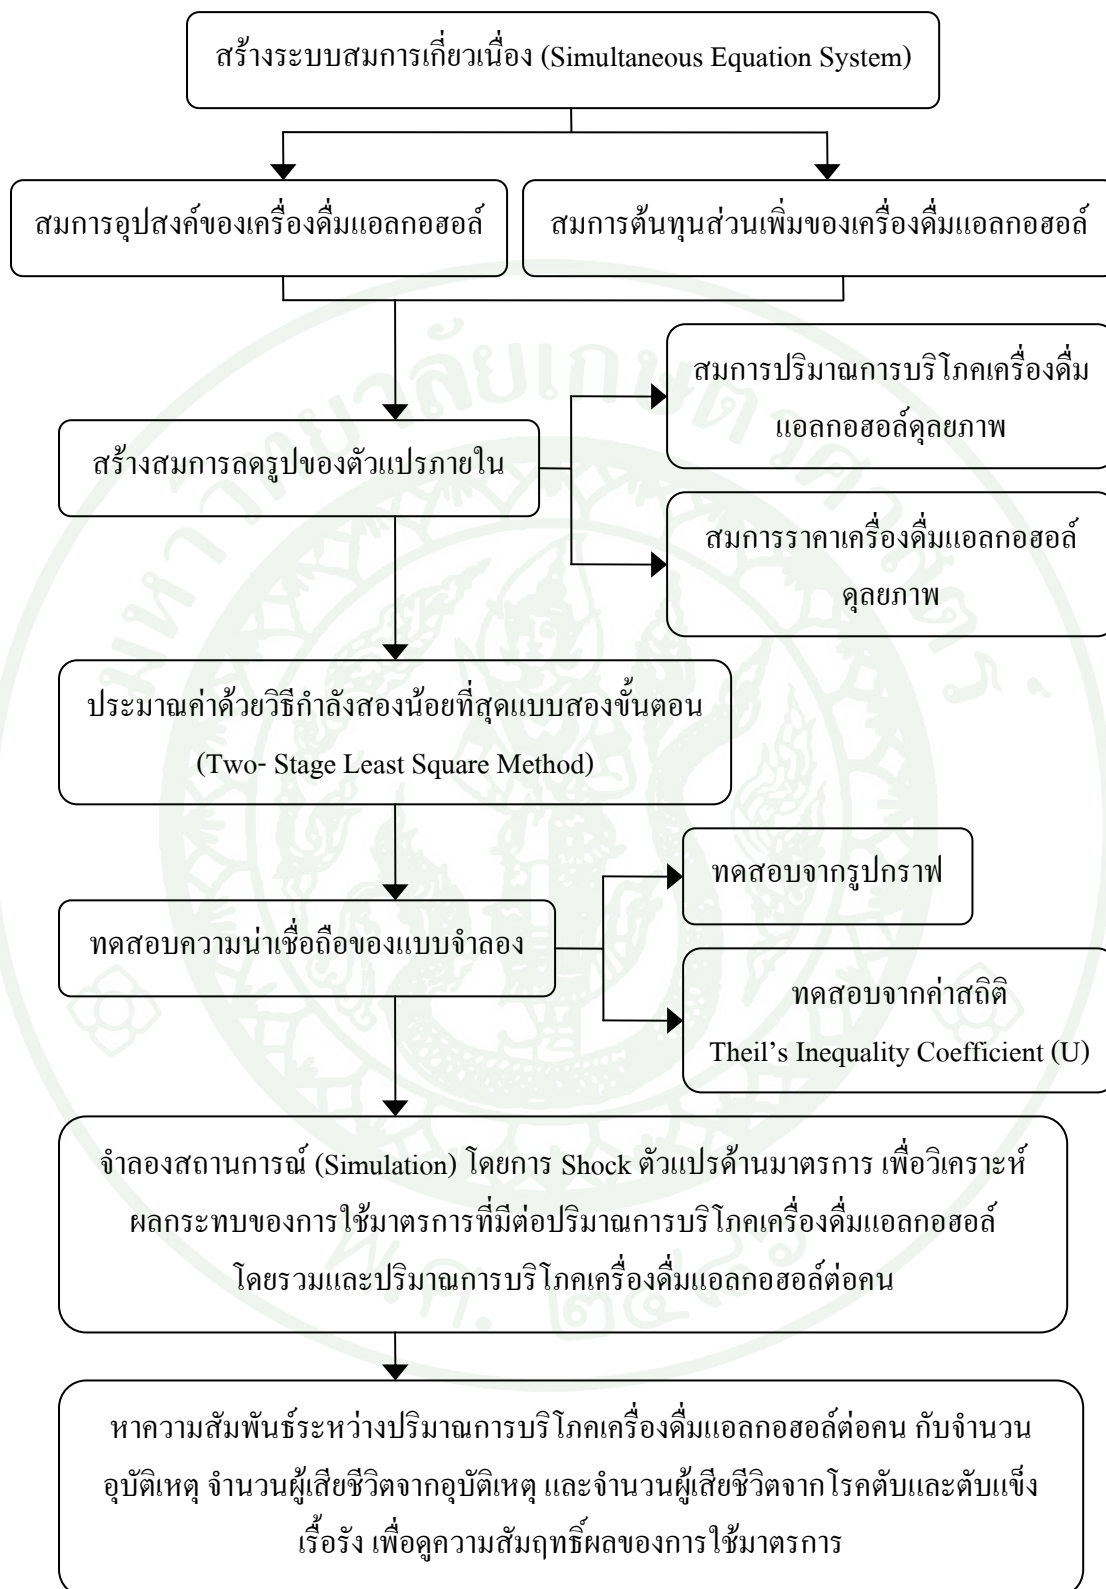 สร้างระบบสมการเกี่ยวเนื่อง (Simultaneous Equation System)
สมการอุปสงค์ของเครื่องดื่มแอลกอฮอล์
สมการต้นทุนส่วนเพิ่มของเครื่องดื่มแอลกอฮอล์
สมการปริมาณการบริโภคเครื่องดื่ม
แอลกอฮอล์ดุลยภาพ
สร้างสมการลดรูปของตัวแปรภายใน
สมการราคาเครื่องดื่มแอลกอฮอล์
ดุลยภาพ
ประมาณค่าด้วยวิธีกำลังสองน้อยที่สุดแบบสองขั้นตอน
(Two- Stage Least Square Method)
ทดสอบจากรูปกราฟ
ทดสอบความน่าเชื่อถือของแบบจำลอง
ทดสอบจากค่าสถิติ
Theil’s Inequality Coefficient (U)
จำลองสถานการณ์ (Simulation) โดยการ Shock ตัวแปรด้านมาตรการ เพื่อวิเคราะห์
ผลกระทบของการใช้มาตรการที่มีต่อปริมาณการบริโภคเครื่องดื่มแอลกอฮอล์
โดยรวมและปริมาณการบริโภคเครื่องดื่มแอลกอฮอล์ต่อคน
หาความสัมพันธ์ระหว่างปริมาณการบริโภคเครื่องดื่มแอลกอฮอล์ต่อคน กับจำนวน
อุบัติเหตุ จำนวนผู้เสียชีวิตจากอุบัติเหตุ และจำนวนผู้เสียชีวิตจากโรคตับและตับแข็ง
เรื้อรัง เพื่อดูความสัมฤทธิ์ผลของการใช้มาตรการ
มหาวิทยาลัยเกษตรศาสตร์
พ.ศ. ๒๔๘๖